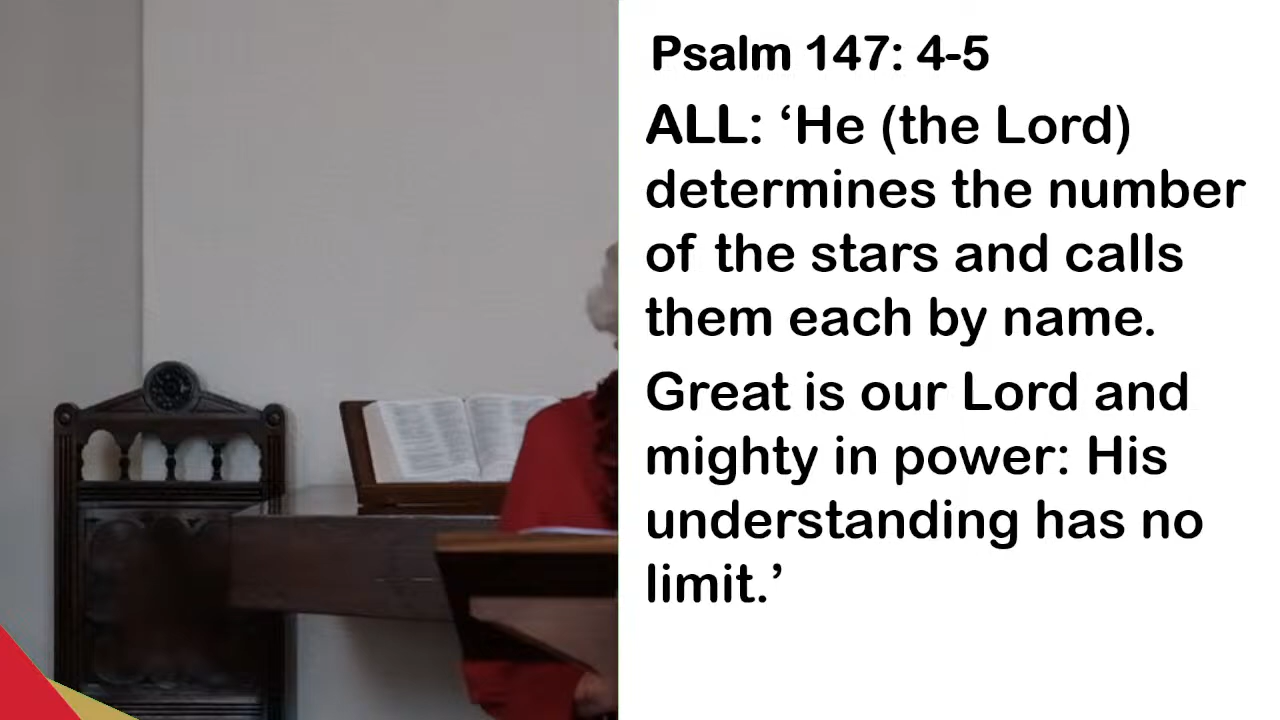 Psalm 147: 4-5
ALL: ‘He (the Lord)
determines the number
of the stars and calls
them each by name.
Great is our Lord and
mighty in power: His
understanding has no
limit.’